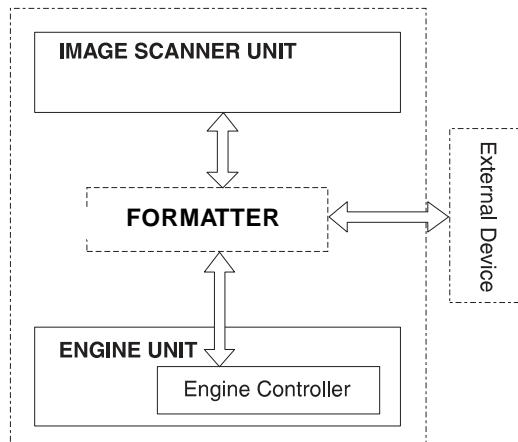 IMAGE SCANNER UNIT
FORMATTER
External Device
ENGINE UNIT
Engine Controller